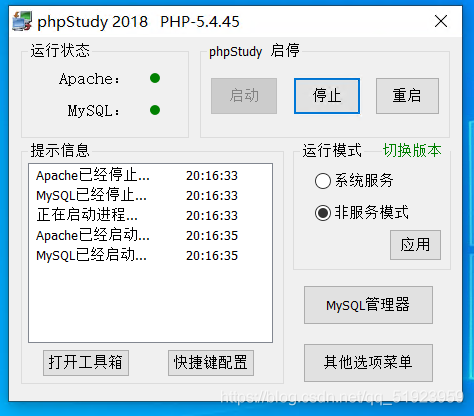 phpStudy 2018 PHP-5.4.45
运行状态
Apache:
MySQL:
phpStudy 启停
启动 停止 重启
提示信息
Apache已经停止... 20:16:33
MySQL已经停止... 20:16:33
正在启动进程... 20:16:33
Apache已经启动... 20:16:35
MySQL已经启动... 20:16:35
打开工具箱 快捷键配置
运行模式 切换版本
系统服务
非服务模式
应用
MySQL管理器
其他选项菜单
https://blog.csdn.net/qq_51923959